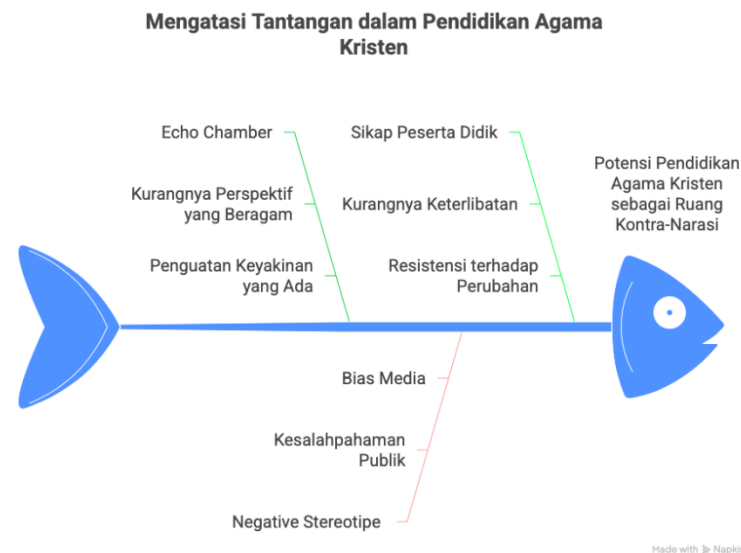 Mengatasi Tantangan dalam Pendidikan Agama
Kristen
Echo Chamber
Kurangnya Perspektif
yang Beragam
Penguatan Keyakinan
yang Ada
Sikap Peserta Didik
Kurangnya Keterlibatan
Resistensi terhadap
Perubahan
Potensi Pendidikan
Agama Kristen
sebagai Ruang
Kontra-Narasi
Bias Media
Kesalahpahaman
Publik
Negative Stereotipe
Made with Napki